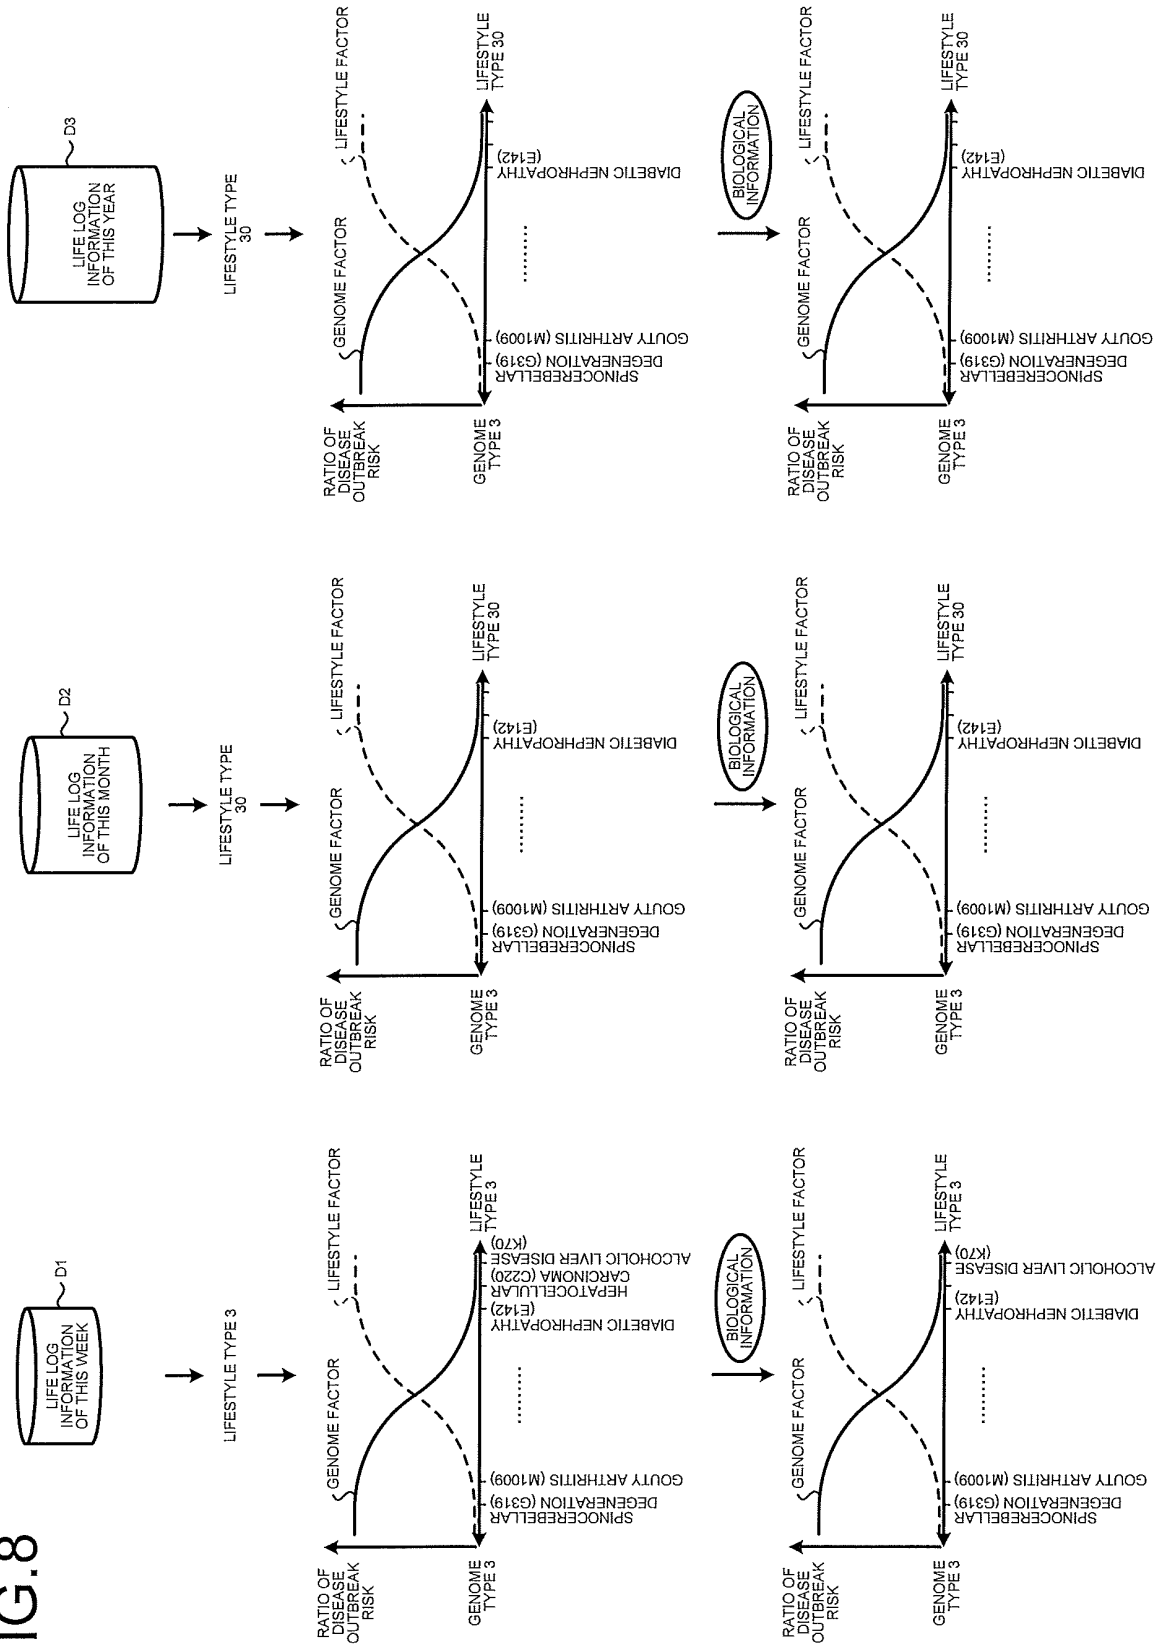 IG.8
LIFE LOG
INFORMATION
OF THIS WEEK
D1
LIFESTYLE TYPE 3
RATIO OF
DISEASE
OUTBREAK
RISK
GENOME FACTOR
LIFESTYLE FACTOR
GENOME
TYPE 3
LIFESTYLE
TYPE 3
SPINOCEREBELLAR
DEGENERATION (G319)
GOUTY ARTHRITIS (M1009)
........
DIABETIC NEPHROPATHY
(E142)
HEPATOCELLULAR
CARCINOMA (C220)
ALCOHOLIC LIVER DISEASE
(K70)
BIOLOGICAL
INFORMATION
RATIO OF
DISEASE
OUTBREAK
RISK
GENOME FACTOR
LIFESTYLE FACTOR
GENOME
TYPE 3
LIFESTYLE
TYPE 3
SPINOCEREBELLAR
DEGENERATION (G319)
GOUTY ARTHRITIS (M1009)
........
DIABETIC NEPHROPATHY
(E142)
ALCOHOLIC LIVER DISEASE
(K70)
LIFE LOG
INFORMATION
OF THIS MONTH
D2
LIFESTYLE TYPE
30
RATIO OF
DISEASE
OUTBREAK
RISK
GENOME FACTOR
LIFESTYLE FACTOR
GENOME
TYPE 3
LIFESTYLE
TYPE 30
SPINOCEREBELLAR
DEGENERATION (G319)
GOUTY ARTHRITIS (M1009)
........
DIABETIC NEPHROPATHY
(E142)
BIOLOGICAL
INFORMATION
RATIO OF
DISEASE
OUTBREAK
RISK
GENOME FACTOR
LIFESTYLE FACTOR
GENOME
TYPE 3
LIFESTYLE
TYPE 30
SPINOCEREBELLAR
DEGENERATION (G319)
GOUTY ARTHRITIS (M1009)
........
DIABETIC NEPHROPATHY
(E142)
LIFE LOG
INFORMATION
OF THIS YEAR
D3
LIFESTYLE TYPE
30
RATIO OF
DISEASE
OUTBREAK
RISK
GENOME FACTOR
LIFESTYLE FACTOR
GENOME
TYPE 3
LIFESTYLE
TYPE 30
SPINOCEREBELLAR
DEGENERATION (G319)
GOUTY ARTHRITIS (M1009)
........
DIABETIC NEPHROPATHY
(E142)
BIOLOGICAL
INFORMATION
RATIO OF
DISEASE
OUTBREAK
RISK
GENOME FACTOR
LIFESTYLE FACTOR
GENOME
TYPE 3
LIFESTYLE
TYPE 30
SPINOCEREBELLAR
DEGENERATION (G319)
GOUTY ARTHRITIS (M1009)
........
DIABETIC NEPHROPATHY
(E142)